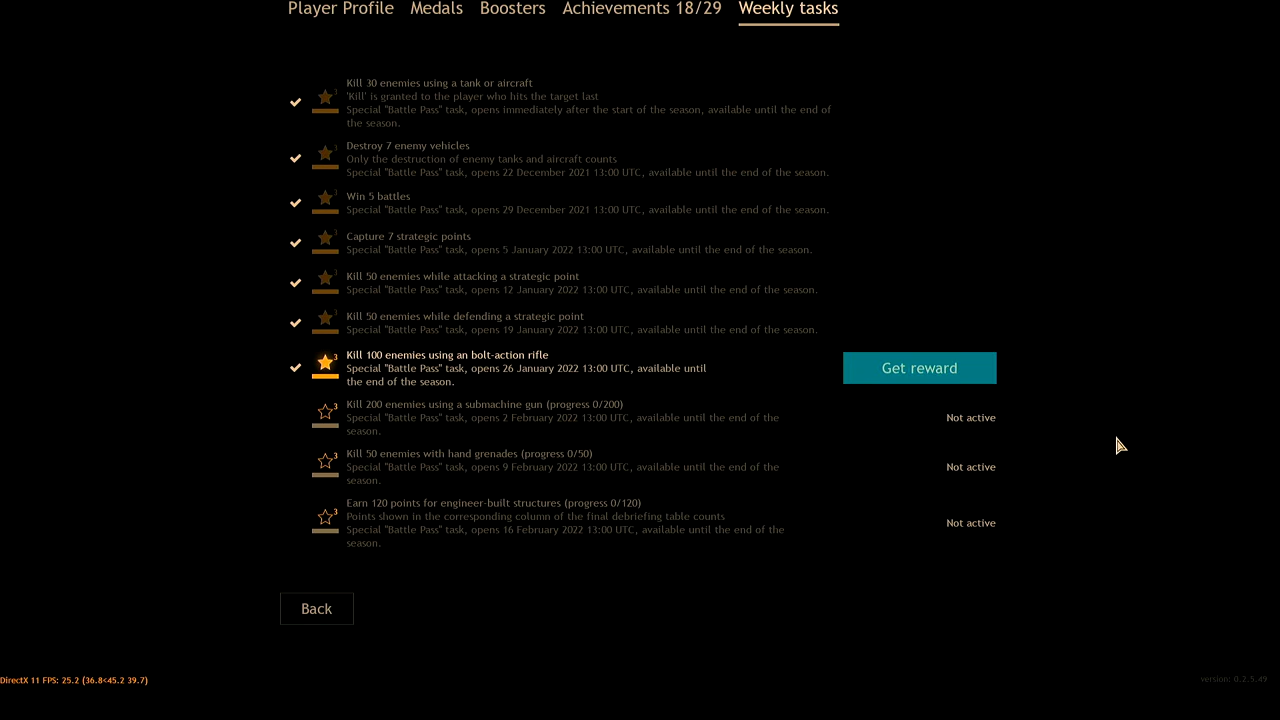 Player Profile Medals Boosters Achievements 18/29 Weekly tasks
Kill 30 enemies using a tank or aircraft
3
'Kill' is granted to the player who hits the target last
Special "Battle Pass" task, opens immediately after the start of the season, available until the end of
the season.
Destroy 7 enemy vehicles
3
Only the destruction of enemy tanks and aircraft counts
Special "Battle Pass" task, opens 22 December 2021 13:00 UTC, available until the end of the season.
Win 5 battles
3
Special "Battle Pass" task, opens 29 December 2021 13:00 UTC, available until the end of the season.
Capture 7 strategic points
3
Special "Battle Pass" task, opens 5 January 2022 13:00 UTC, available until the end of the season.
Kill 50 enemies while attacking a strategic point
3
Special "Battle Pass" task, opens 12 January 2022 13:00 UTC, available until the end of the season.
Kill 50 enemies while defending a strategic point
3
Special "Battle Pass" task, opens 19 January 2022 13:00 UTC, available until the end of the season.
Kill 100 enemies using an bolt-action rifle
3
Special "Battle Pass" task, opens 26 January 2022 13:00 UTC, available until
the end of the season.
Get reward
Kill 200 enemies using a submachine gun (progress 0/200)
3
Special "Battle Pass" task, opens 2 February 2022 13:00 UTC, available until the end of the
season.
Not active
Kill 50 enemies with hand grenades (progress 0/50)
3
Special "Battle Pass" task, opens 9 February 2022 13:00 UTC, available until the end of the
season.
Not active
Earn 120 points for engineer-built structures (progress 0/120)
3
Points shown in the corresponding column of the final debriefing table counts
Special "Battle Pass" task, opens 16 February 2022 13:00 UTC, available until the end of the
season.
Not active
Back
DirectX 11 FPS: 25.2 (36.8<45.2 39.7)
version: 0.2.5.49